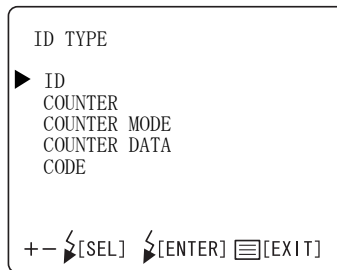 ID TYPE
ID
COUNTER
COUNTER MODE
COUNTER DATA
CODE
+- [SEL] [ENTER] [EXIT]